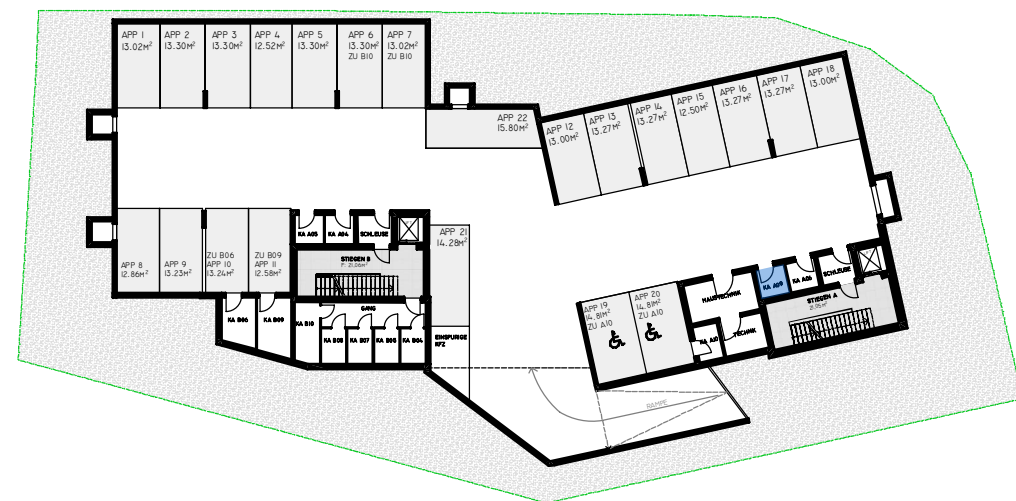 APP 1
13.02M²
APP 2
13.30M²
APP 3
13.30M²
APP 4
12.52M²
APP 5
13.30M²
APP 6
13.30M²
ZU B10
APP 7
13.02M²
ZU B10
APP 22
15.80M²
APP 12
13.00M²
APP 13
13.27M²
APP 14
13.27M²
APP 15
12.50M²
APP 16
13.27M²
APP 17
13.27M²
APP 18
13.00M²
APP 8
12.86M²
APP 9
13.23M²
ZU B06
APP 10
13.24M²
ZU B09
APP 11
12.58M²
KA A05
KA A04
SCHLEUSE
STIEGEN B
F: 21,06m²
APP 21
14.28M²
GANG
KA B06
KA B09
KA B10
KA B08
KA B07
KA B05
KA B04
EINSPURIGE
KFZ
APP 19
14.81M²
ZU A10
APP 20
14.81M²
ZU A10
HAUSTECHNIK
TECHNIK
KA A10
KA A09
KA A08
SCHLEUSE
STIEGEN A
RAMPE